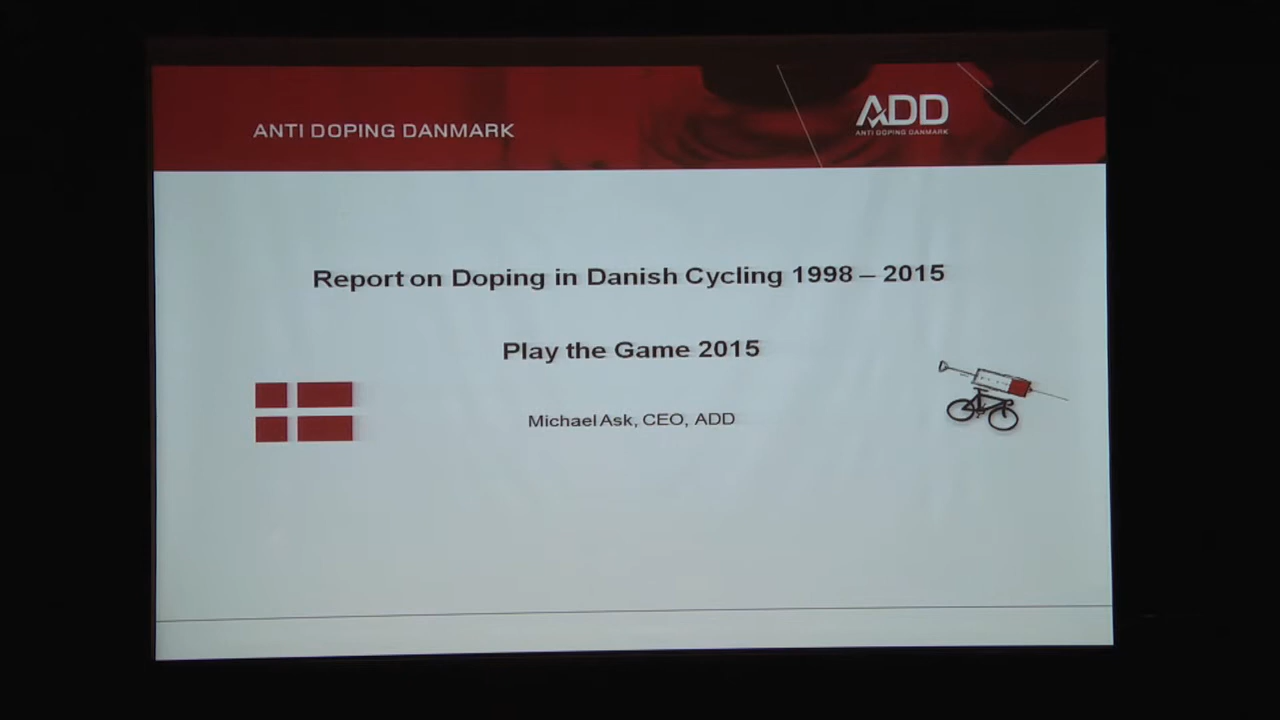 ANTI DOPING DANMARK
ADD
ANTI DOPING DANMARK
Report on Doping in Danish Cycling 1998 – 2015
Play the Game 2015
Michael Ask, CEO, ADD